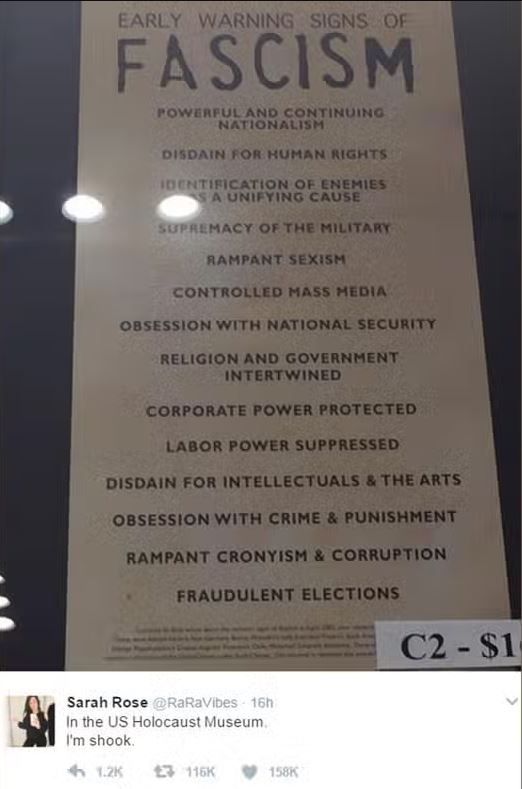 EARLY WARNING SIGNS OF
FASCISM
POWERFUL AND CONTINUING
NATIONALISM
DISDAIN FOR HUMAN RIGHTS
IDENTIFICATION OF ENEMIES
AS A UNIFYING CAUSE
SUPREMACY OF THE MILITARY
RAMPANT SEXISM
CONTROLLED MASS MEDIA
OBSESSION WITH NATIONAL SECURITY
RELIGION AND GOVERNMENT
INTERTWINED
CORPORATE POWER PROTECTED
LABOR POWER SUPPRESSED
DISDAIN FOR INTELLECTUALS & THE ARTS
OBSESSION WITH CRIME & PUNISHMENT
RAMPANT CRONYISM & CORRUPTION
FRAUDULENT ELECTIONS
C2 - $1
Sarah Rose @RaRaVibes · 16h
In the US Holocaust Museum.
I'm shook.
1.2K 116K 158K